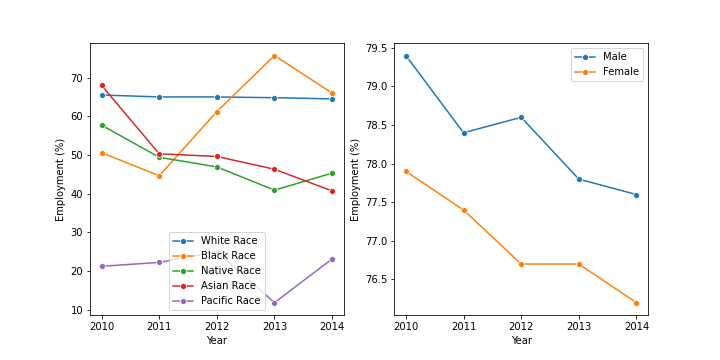 70
60
50
40
30
20
10
Employment (%)
2010 2011 2012 2013 2014
Year
White Race
Black Race
Native Race
Asian Race
Pacific Race
79.5
79.0
78.5
78.0
77.5
77.0
76.5
Employment (%)
2010 2011 2012 2013 2014
Year
Male
Female